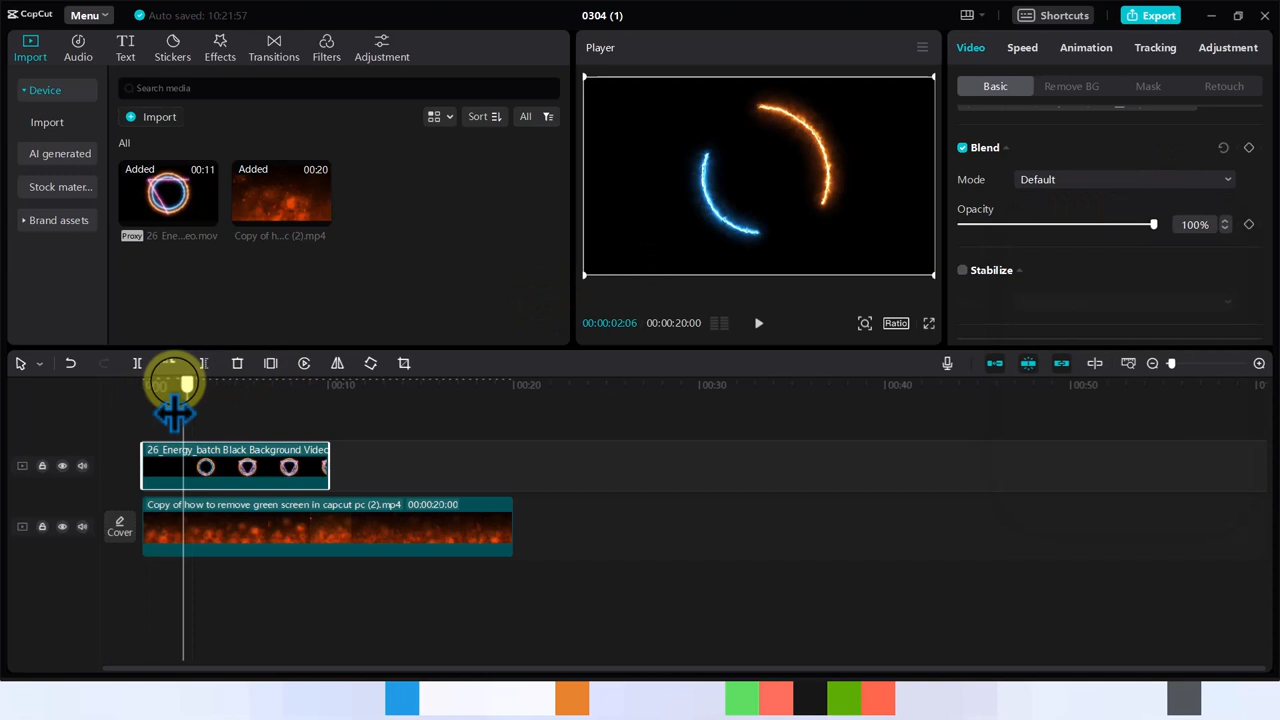 CapCut
Menu
Auto saved: 10:21:57
0304 (1)
Shortcuts
Export
Import
Audio
Text
Stickers
Effects
Transitions
Filters
Adjustment
Device
Import
AI generated
Stock mater...
Brand assets
Search media
Import
Sort
All
All
Added 00:11
Added 00:20
Proxy 26 Ene...eo.mov
Copy of h...c (2).mp4
Player
00:00:02:06 00:00:20:00
Ratio
Video
Speed
Animation
Tracking
Adjustment
Basic
Remove BG
Mask
Retouch
Blend
Mode
Default
Opacity
100%
Stabilize
00:10
00:20
00:30
00:40
00:50
26_Energy_batch Black Background Video
Copy of how to remove green screen in capcut pc (2).mp4 00:00:20:00
Cover